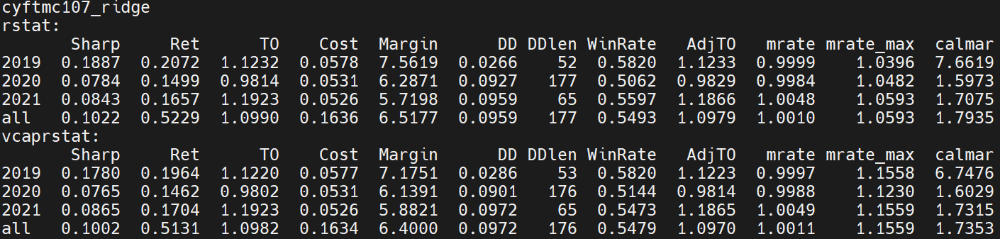 cyftmc107_ridge
rstat:
Sharp Ret TO Cost Margin DD DDlen WinRate AdjTO mrate mrate_max calmar
2019 0.1887 0.2072 1.1232 0.0578 7.5619 0.0266 52 0.5820 1.1233 0.9999 1.0396 7.6619
2020 0.0784 0.1499 0.9814 0.0531 6.2871 0.0927 177 0.5062 0.9829 0.9984 1.0482 1.5973
2021 0.0843 0.1657 1.1923 0.0526 5.7198 0.0959 65 0.5597 1.1866 1.0048 1.0593 1.7075
all 0.1022 0.5229 1.0990 0.1636 6.5177 0.0959 177 0.5493 1.0979 1.0010 1.0593 1.7935
vcaprstat:
Sharp Ret TO Cost Margin DD DDlen WinRate AdjTO mrate mrate_max calmar
2019 0.1780 0.1964 1.1220 0.0577 7.1751 0.0286 53 0.5820 1.1223 0.9997 1.1558 6.7476
2020 0.0765 0.1462 0.9802 0.0531 6.1391 0.0901 176 0.5144 0.9814 0.9988 1.1230 1.6029
2021 0.0865 0.1704 1.1923 0.0526 5.8821 0.0972 65 0.5473 1.1865 1.0049 1.1559 1.7315
all 0.1002 0.5131 1.0982 0.1634 6.4000 0.0972 176 0.5479 1.0970 1.0011 1.1559 1.7353